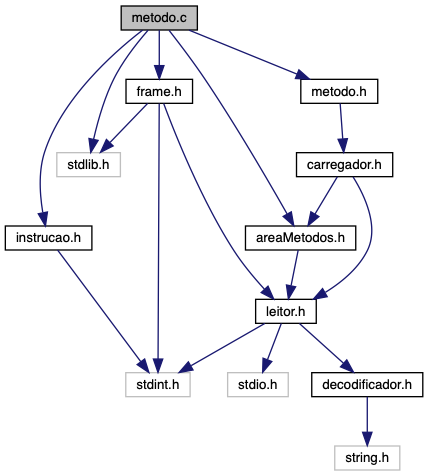 metodo.c
frame.h
metodo.h
stdlib.h
carregador.h
instrucao.h
areaMetodos.h
leitor.h
stdint.h
stdio.h
decodificador.h
string.h